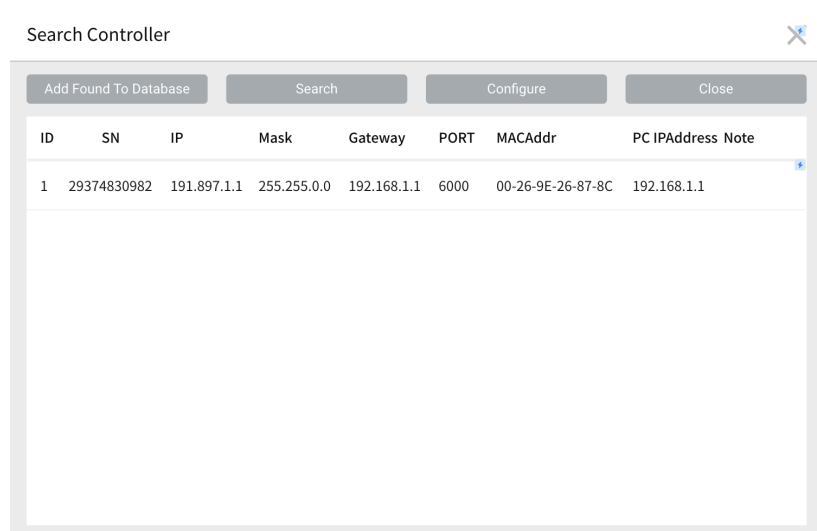 Search Controller
Add Found To Database Search Configure Close
ID SN IP Mask Gateway PORT MACAddr PC IPAddress Note
1 29374830982 191.897.1.1 255.255.0.0 192.168.1.1 6000 00-26-9E-26-87-8C 192.168.1.1